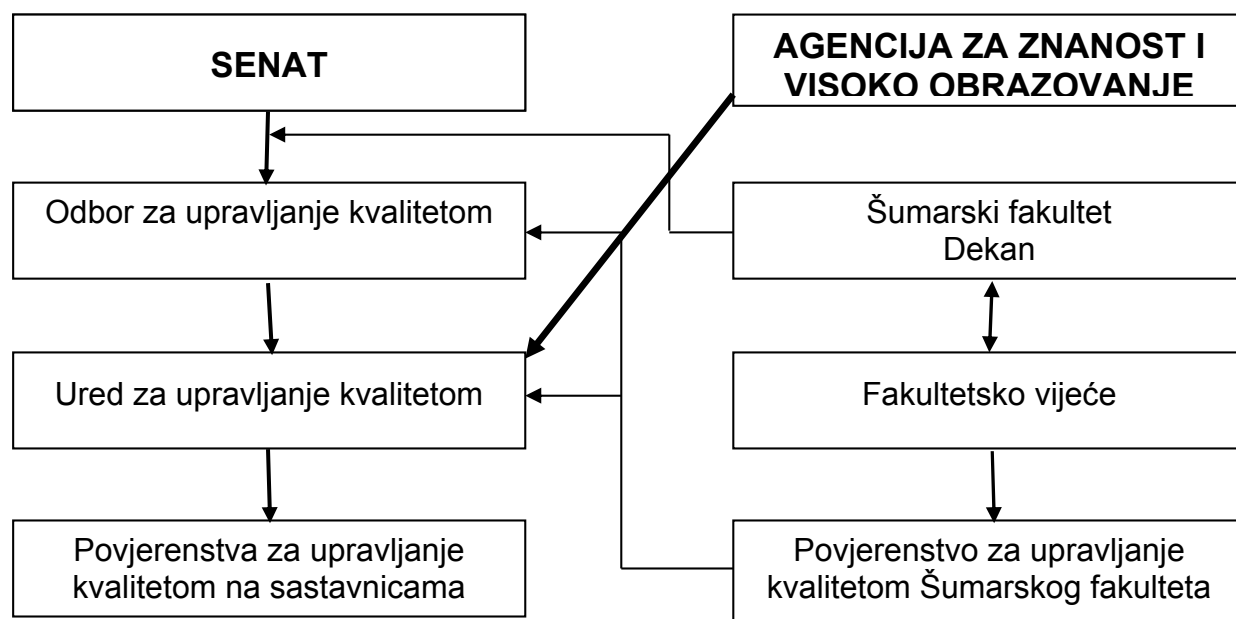 SENAT
AGENCIJA ZA ZNANOST I
VISOKO OBRAZOVANJE
Odbor za upravljanje kvalitetom
Šumarski fakultet
Dekan
Ured za upravljanje kvalitetom
Fakultetsko vijeće
Povjerenstva za upravljanje
kvalitetom na sastavnicama
Povjerenstvo za upravljanje
kvalitetom Šumarskog fakulteta